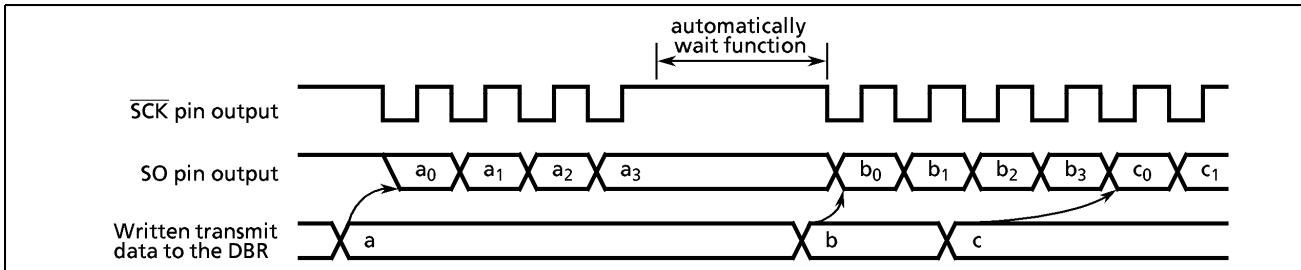 automatically
wait function
SCK pin output
SO pin output a0 a1 a2 a3 b0 b1 b2 b3 c0 c1
Written transmit
data to the DBR a b c